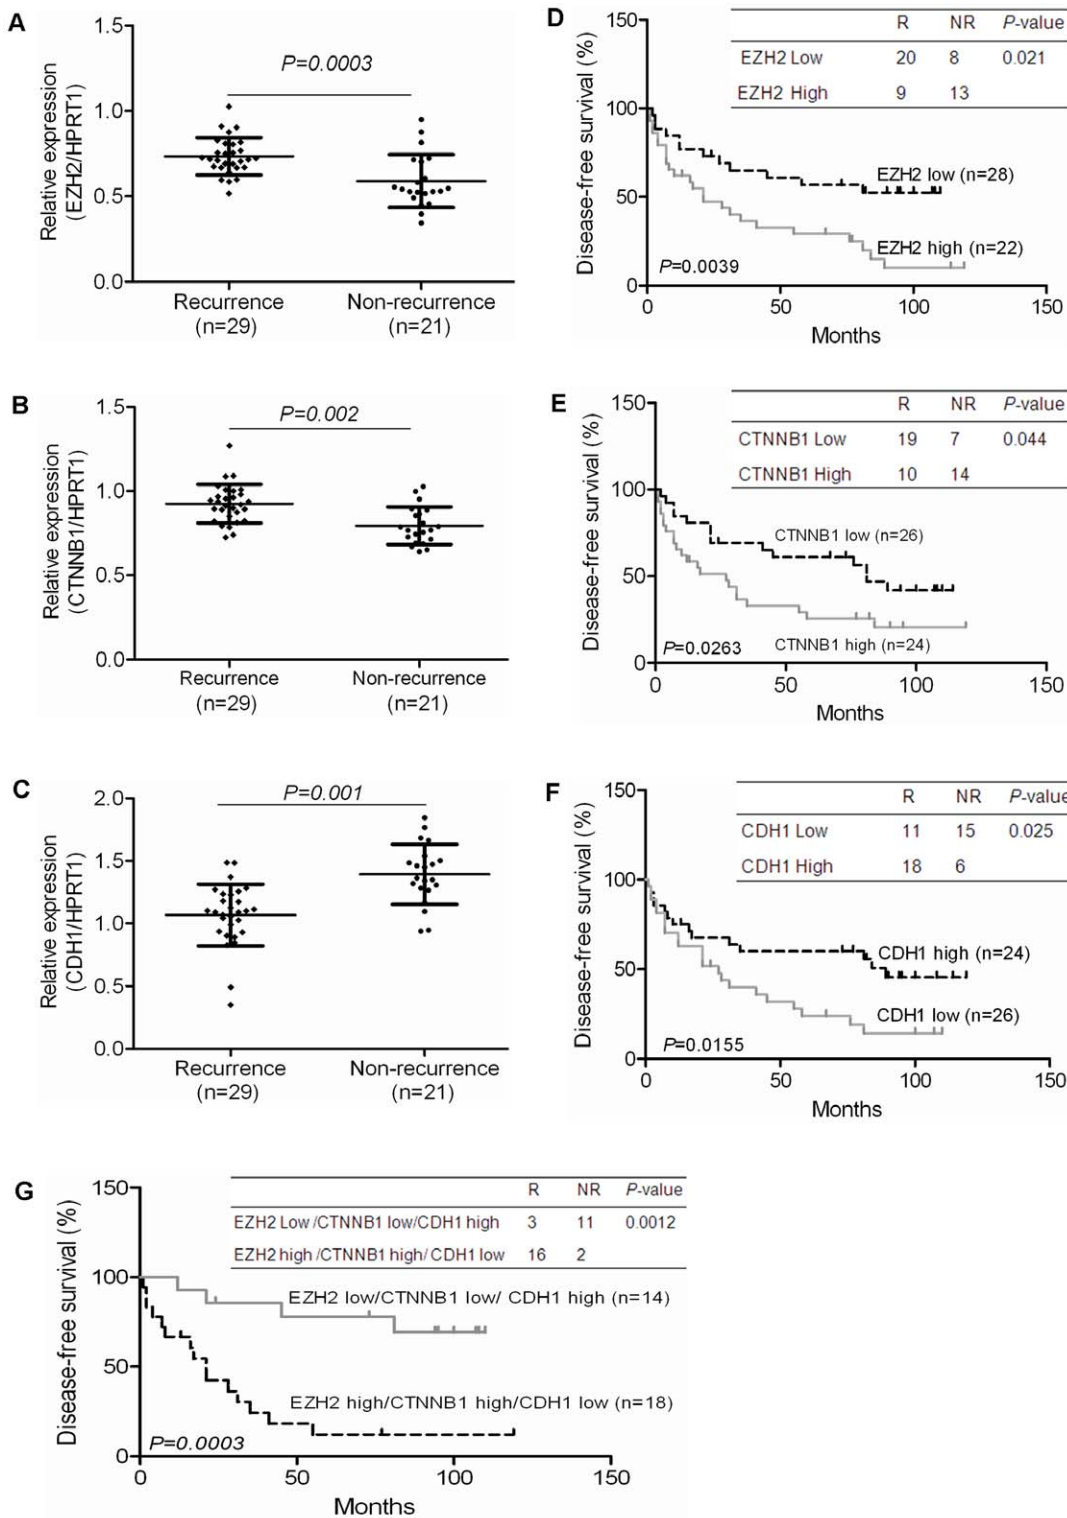 A
Relative expression
(EZH2/HPRT1)
1.5
1.0
0.5
0.0
P=0.0003
Recurrence
(n=29)
Non-recurrence
(n=21)
D
Disease-free survival (%)
150
100
50
0
R NR P-value
EZH2 Low 20 8 0.021
EZH2 High 9 13
EZH2 low (n=28)
EZH2 high (n=22)
P=0.0039
0 50 100 150
Months
B
Relative expression
(CTNNB1/HPRT1)
1.5
1.0
0.5
0.0
P=0.002
Recurrence
(n=29)
Non-recurrence
(n=21)
E
Disease-free survival (%)
150
100
50
0
R NR P-value
CTNNB1 Low 19 7 0.044
CTNNB1 High 10 14
CTNNB1 low (n=26)
CTNNB1 high (n=24)
P=0.0263
0 50 100 150
Months
C
Relative expression
(CDH1/HPRT1)
2.0
1.5
1.0
0.5
0.0
P=0.001
Recurrence
(n=29)
Non-recurrence
(n=21)
F
Disease-free survival (%)
150
100
50
0
R NR P-value
CDH1 Low 11 15 0.025
CDH1 High 18 6
CDH1 high (n=24)
CDH1 low (n=26)
P=0.0155
0 50 100 150
Months
G
Disease-free survival (%)
150
100
50
0
R NR P-value
EZH2 Low /CTNNB1 low/CDH1 high 3 11 0.0012
EZH2 high /CTNNB1 high/ CDH1 low 16 2
EZH2 low/CTNNB1 low/ CDH1 high (n=14)
EZH2 high/CTNNB1 high/CDH1 low (n=18)
P=0.0003
0 50 100 150
Months